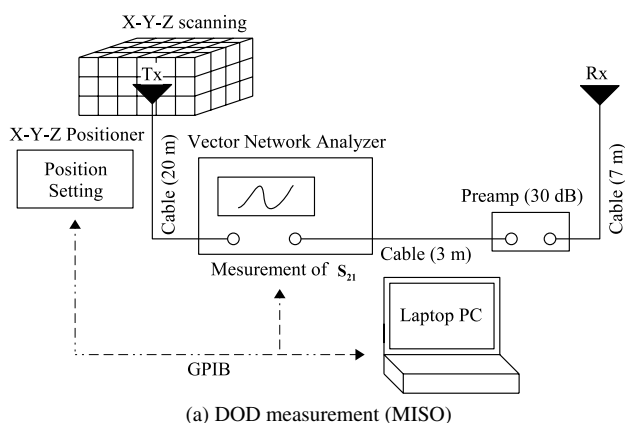 X-Y-Z scanning
Tx
Rx
X-Y-Z Positioner
Position
Setting
Cable (20 m)
Vector Network Analyzer
Preamp (30 dB)
Cable (7 m)
Cable (3 m)
Mesurement of S21
Laptop PC
GPIB
(a) DOD measurement (MISO)